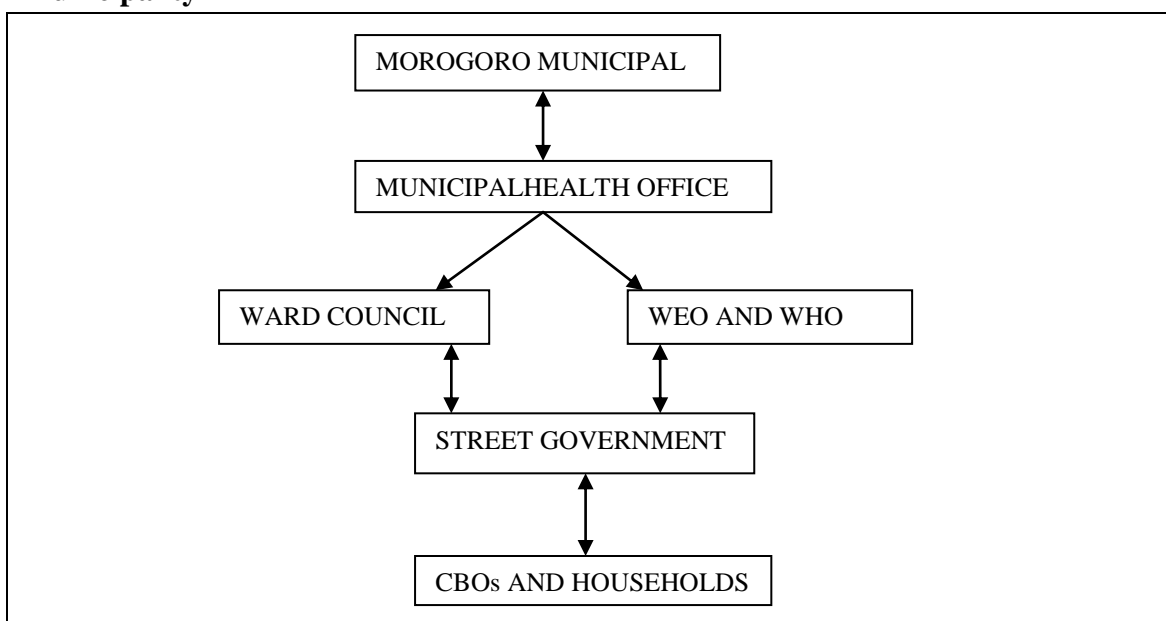 MOROGORO MUNICIPAL
MUNICIPALHEALTH OFFICE
WARD COUNCIL
WEO AND WHO
STREET GOVERNMENT
CBOs AND HOUSEHOLDS